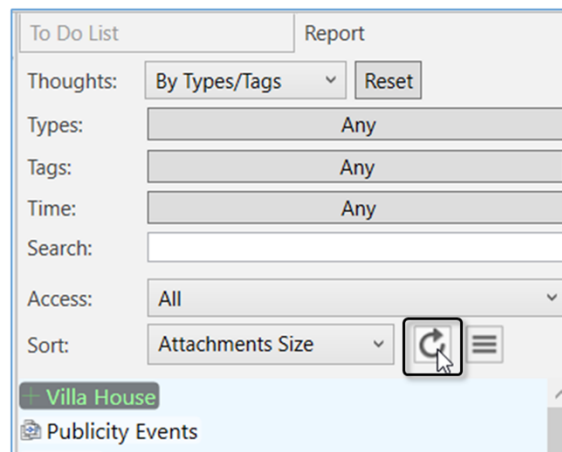 To Do List Report
Thoughts: By Types/Tags Reset
Types: Any
Tags: Any
Time: Any
Search:
Access: All
Sort: Attachments Size
Villa House
Publicity Events